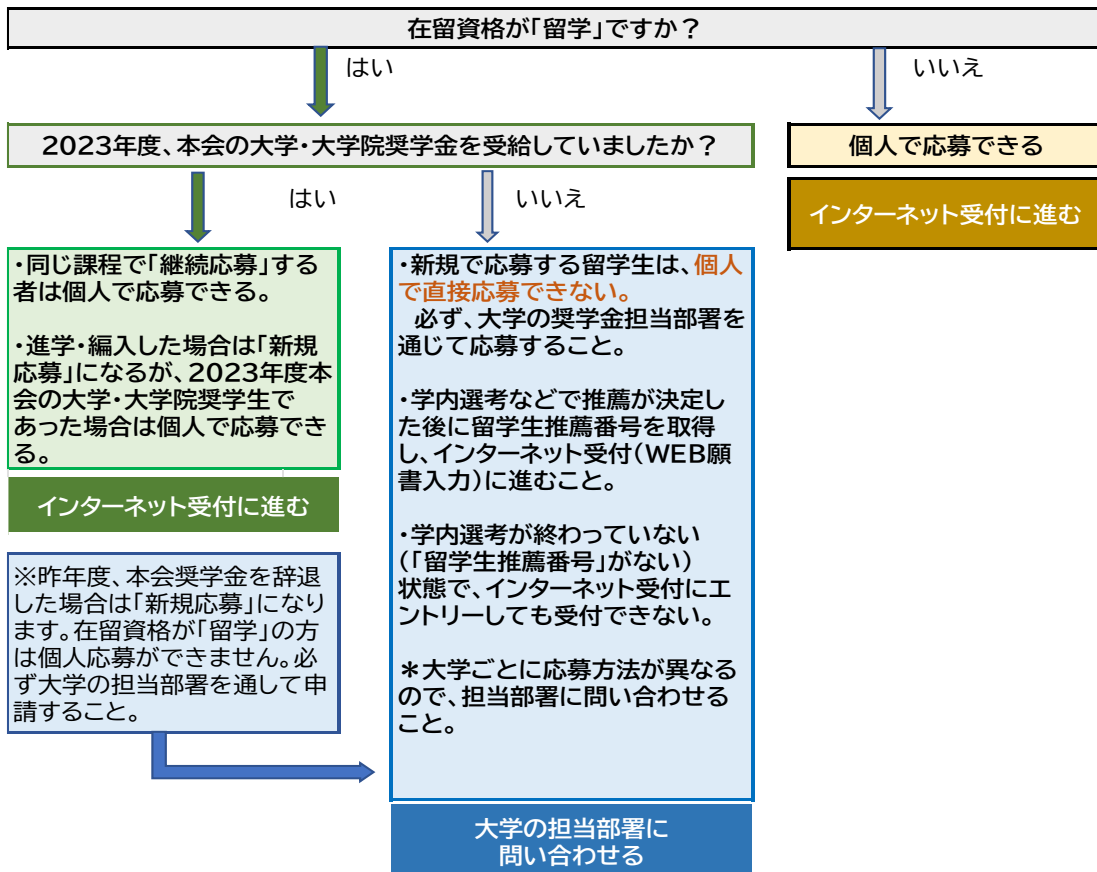 在留資格が「留学」ですか？
はい
いいえ
2023年度、本会の大学・大学院奨学金を受給していましたか？
個人で応募できる
はい
いいえ
インターネット受付に進む
・同じ課程で「継続応募」する
者は個人で応募できる。
・進学・編入した場合は「新規
応募」になるが、2023年度本
会の大学・大学院奨学生で
あった場合は個人で応募でき
る。
インターネット受付に進む
※昨年度、本会奨学金を辞退
した場合は「新規応募」になり
ます。在留資格が「留学」の方
は個人応募ができません。必
ず大学の担当部署を通して申
請すること。
・新規で応募する留学生は、個人
で直接応募できない。
必ず、大学の奨学金担当部署を
通じて応募すること。
・学内選考などで推薦が決定し
た後に留学生推薦番号を取得
し、インターネット受付（WEB願
書入力）に進むこと。
・学内選考が終わっていない
（「留学生推薦番号」がない）
状態で、インターネット受付にエ
ントリーしても受付できない。
＊大学ごとに応募方法が異なる
ので、担当部署に問い合わせる
こと。
大学の担当部署に
問い合わせる